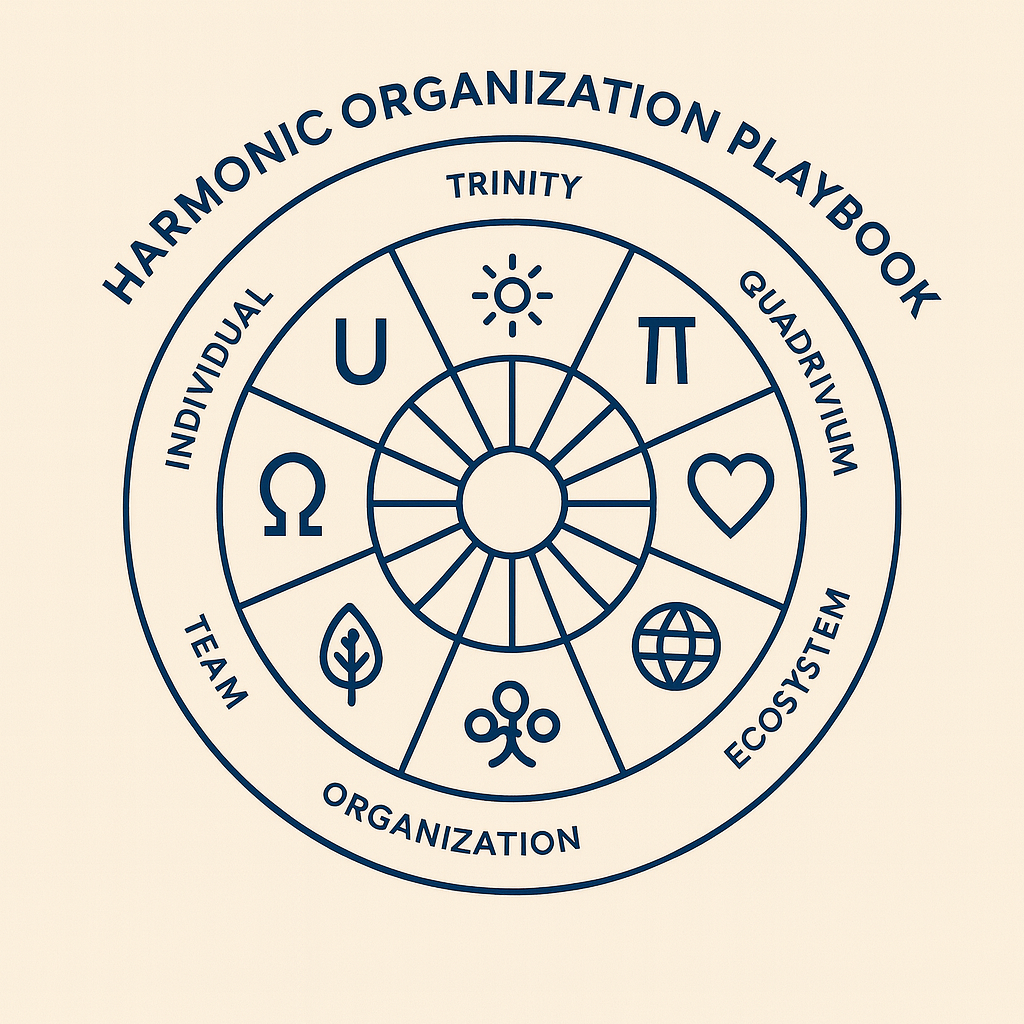 HARMONIC ORGANIZATION PLAYBOOK
TRINITY
QUADRIVIUM
ECOSYSTEM
ORGANIZATION
TEAM
INDIVIDUAL
U
π
Ω